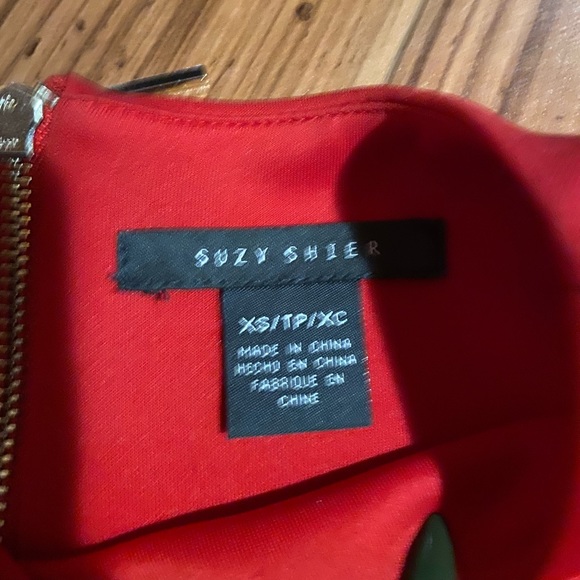 SUZY SHIER
XS/TP/XC
MADE IN CHINA
HECHO EN CHINA
FABRIQUE EN
CHINE